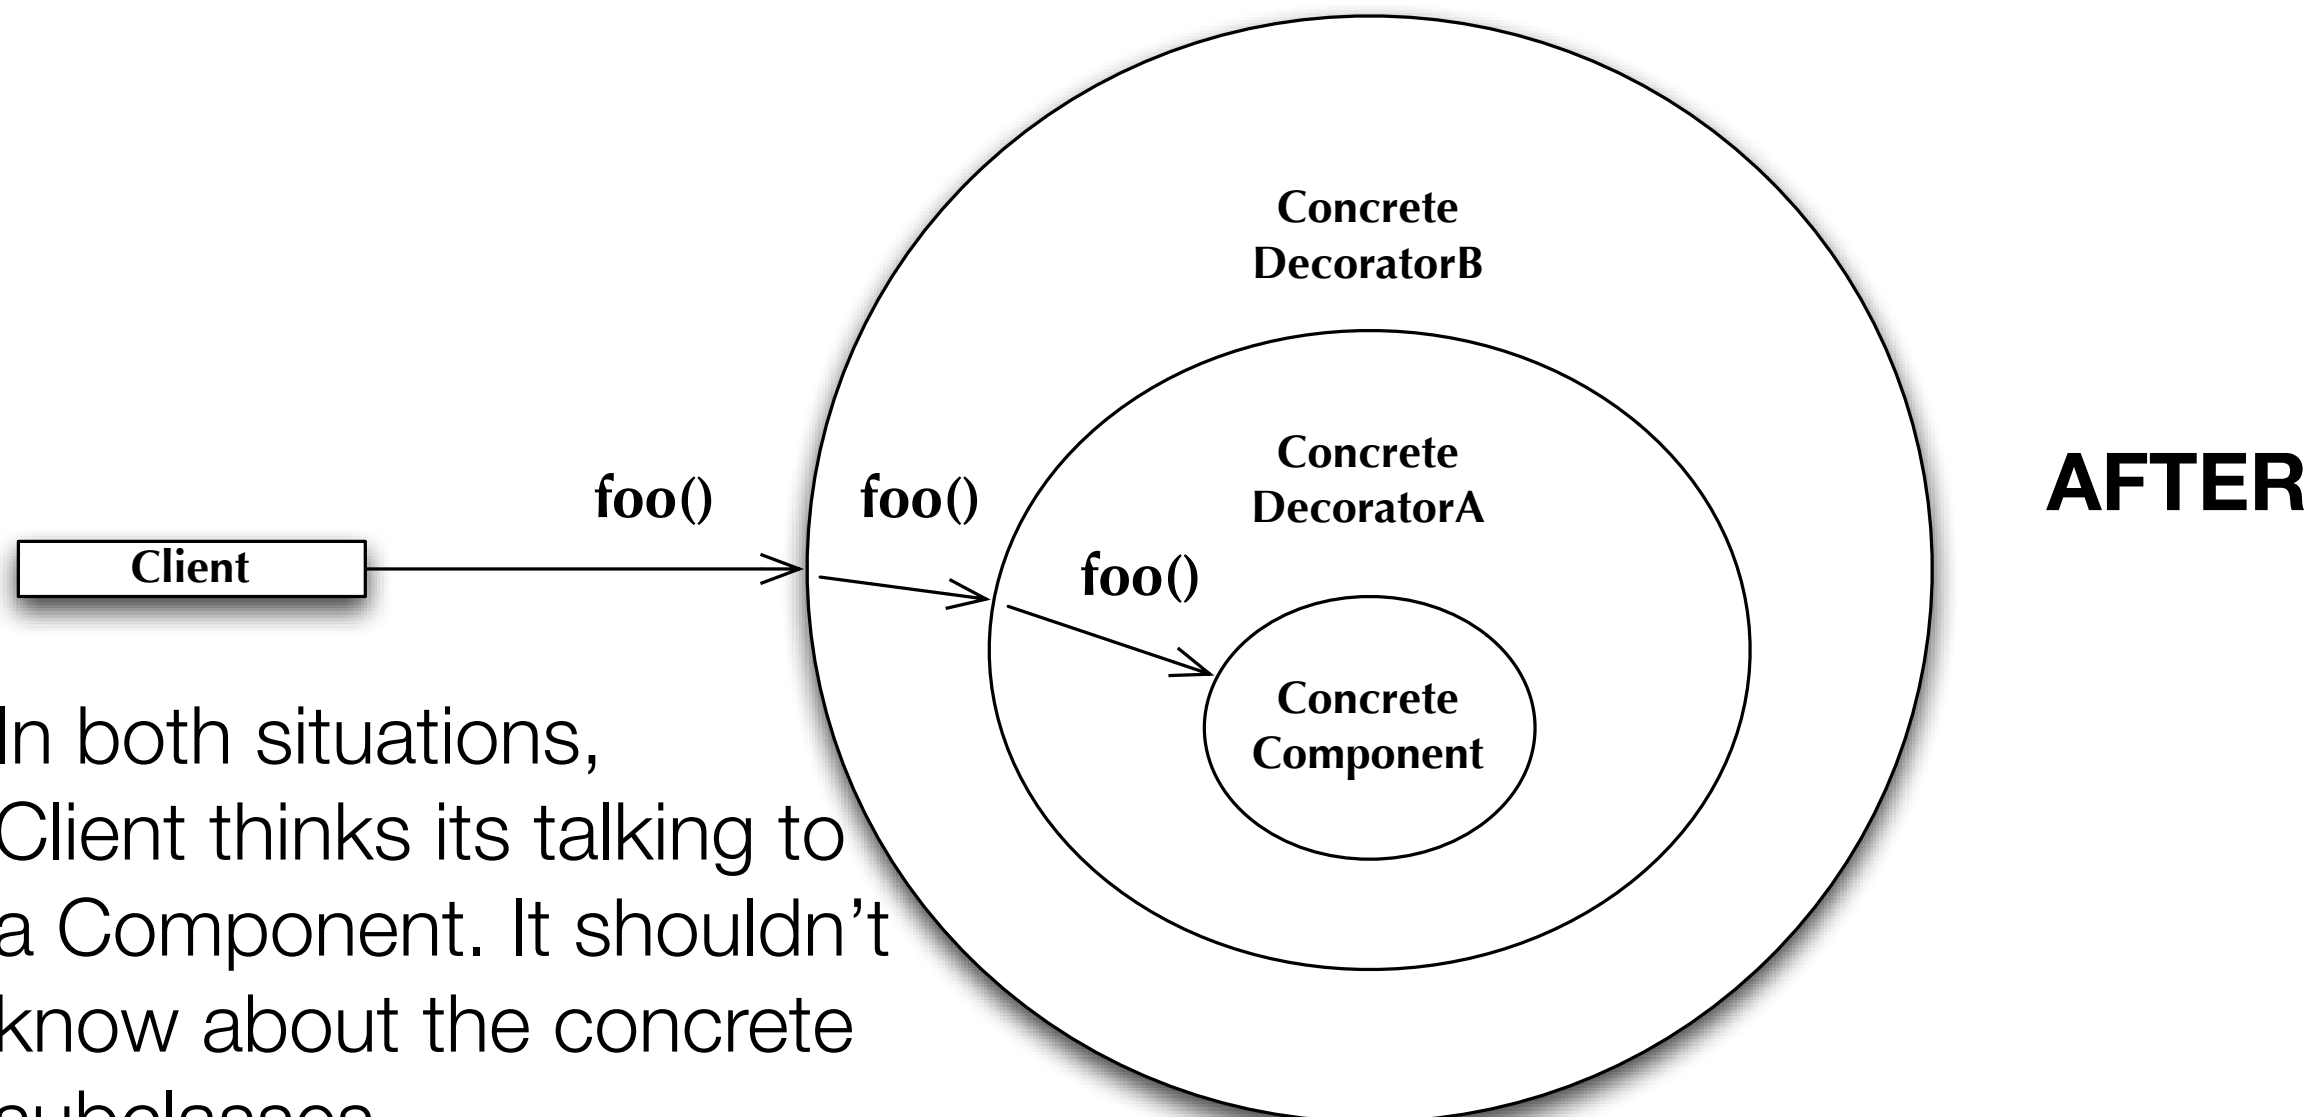 Concrete
DecoratorB
Concrete
DecoratorA
AFTER
foo()
foo()
Client
foo()
Concrete
Component
In both situations,
Client thinks its talking to
a Component. It shouldn’t
know about the concrete
subclasses